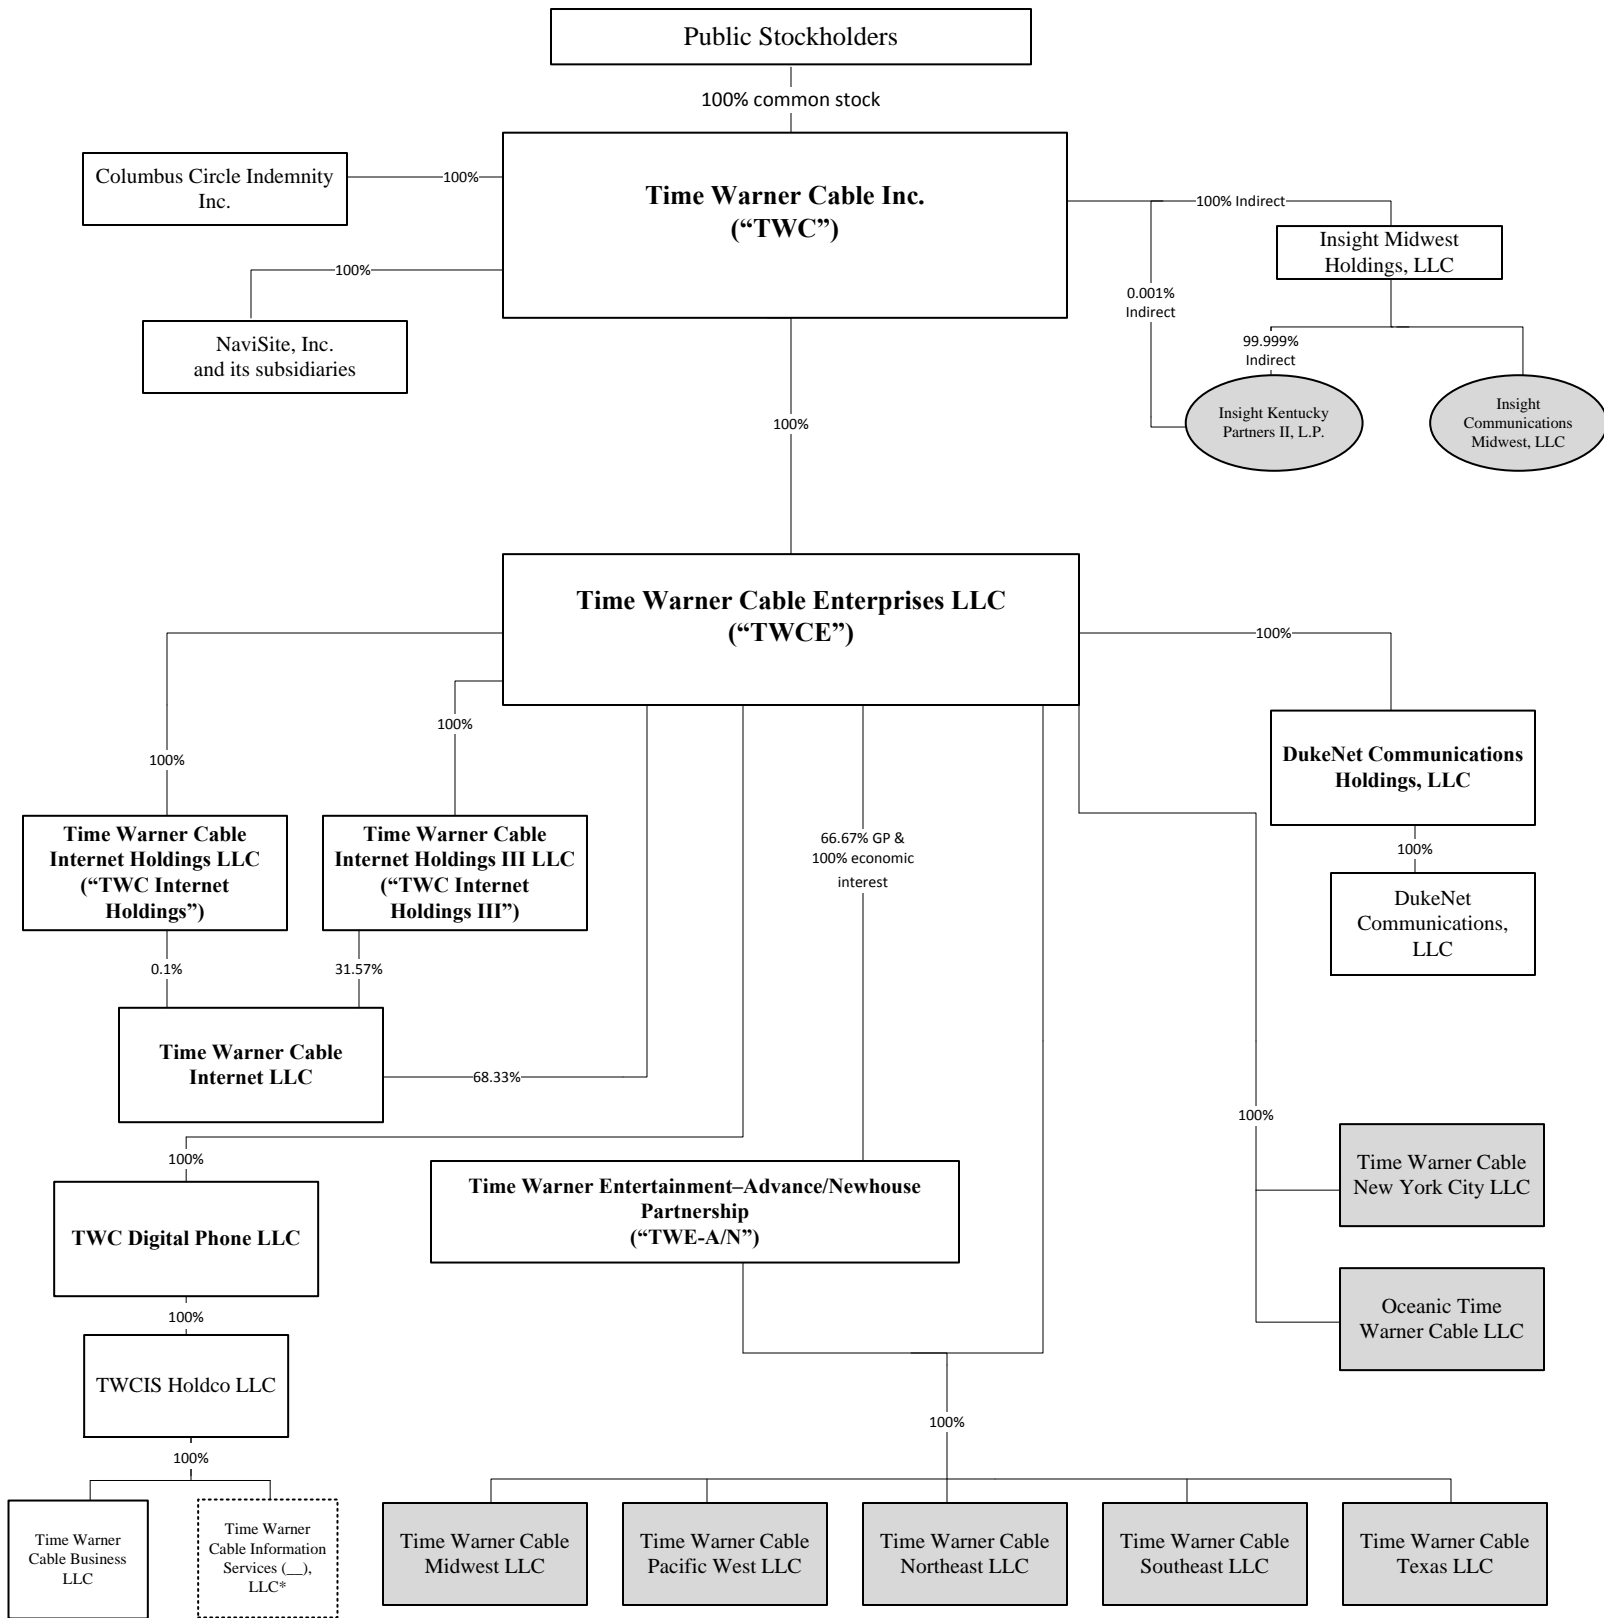 Public Stockholders
100% common stock
Time Warner Cable Inc.
(“TWC”)
Columbus Circle Indemnity
Inc.
100%
100%
NaviSite, Inc.
and its subsidiaries
100% Indirect
Insight Midwest
Holdings, LLC
0.001%
Indirect
99.999%
Indirect
Insight Kentucky
Partners II, L.P.
Insight
Communications
Midwest, LLC
100%
Time Warner Cable Enterprises LLC
(“TWCE”)
100%
100%
100%
DukeNet Communications
Holdings, LLC
100%
DukeNet
Communications,
LLC
Time Warner Cable
Internet Holdings LLC
(“TWC Internet
Holdings”)
Time Warner Cable
Internet Holdings III LLC
(“TWC Internet
Holdings III”)
66.67% GP &
100% economic
interest
0.1%
31.57%
Time Warner Cable
Internet LLC
68.33%
100%
Time Warner Cable
New York City LLC
Oceanic Time
Warner Cable LLC
100%
TWC Digital Phone LLC
Time Warner Entertainment–Advance/Newhouse
Partnership
(“TWE-A/N”)
100%
TWCIS Holdco LLC
100%
100%
Time Warner
Cable Business
LLC
Time Warner
Cable Information
Services (__),
LLC*
Time Warner Cable
Midwest LLC
Time Warner Cable
Pacific West LLC
Time Warner Cable
Northeast LLC
Time Warner Cable
Southeast LLC
Time Warner Cable
Texas LLC